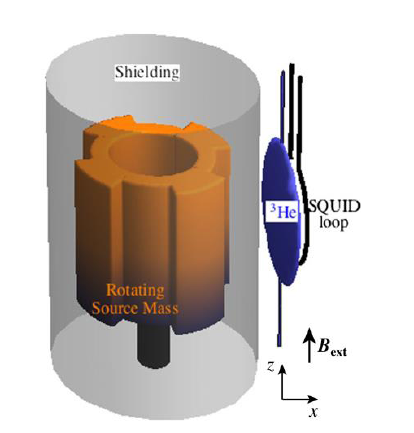 Shielding
³He
SQUID
loop
Rotating
Source Mass
B_ext
z
x